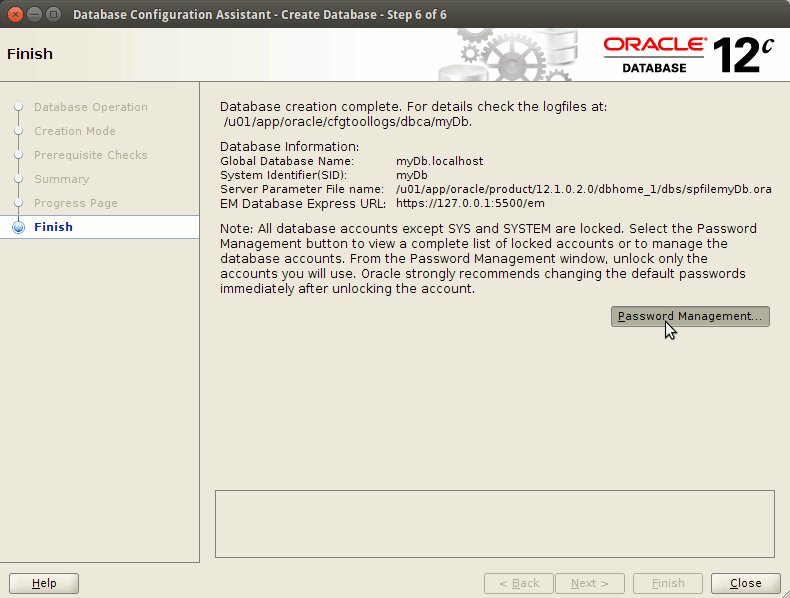 Database Configuration Assistant - Create Database - Step 6 of 6
Finish
ORACLE®
DATABASE
12c
Database Operation
Creation Mode
Prerequisite Checks
Summary
Progress Page
Finish
Database creation complete. For details check the logfiles at:
/u01/app/oracle/cfgtoollogs/dbca/myDb.
Database Information:
Global Database Name: myDb.localhost
System Identifier(SID): myDb
Server Parameter File name: /u01/app/oracle/product/12.1.0.2.0/dbhome_1/dbs/spfilemyDb.ora
EM Database Express URL: https://127.0.0.1:5500/em
Note: All database accounts except SYS and SYSTEM are locked. Select the Password
Management button to view a complete list of locked accounts or to manage the
database accounts. From the Password Management window, unlock only the
accounts you will use. Oracle strongly recommends changing the default passwords
immediately after unlocking the account.
Password Management...
Help
< Back
Next >
Finish
Close